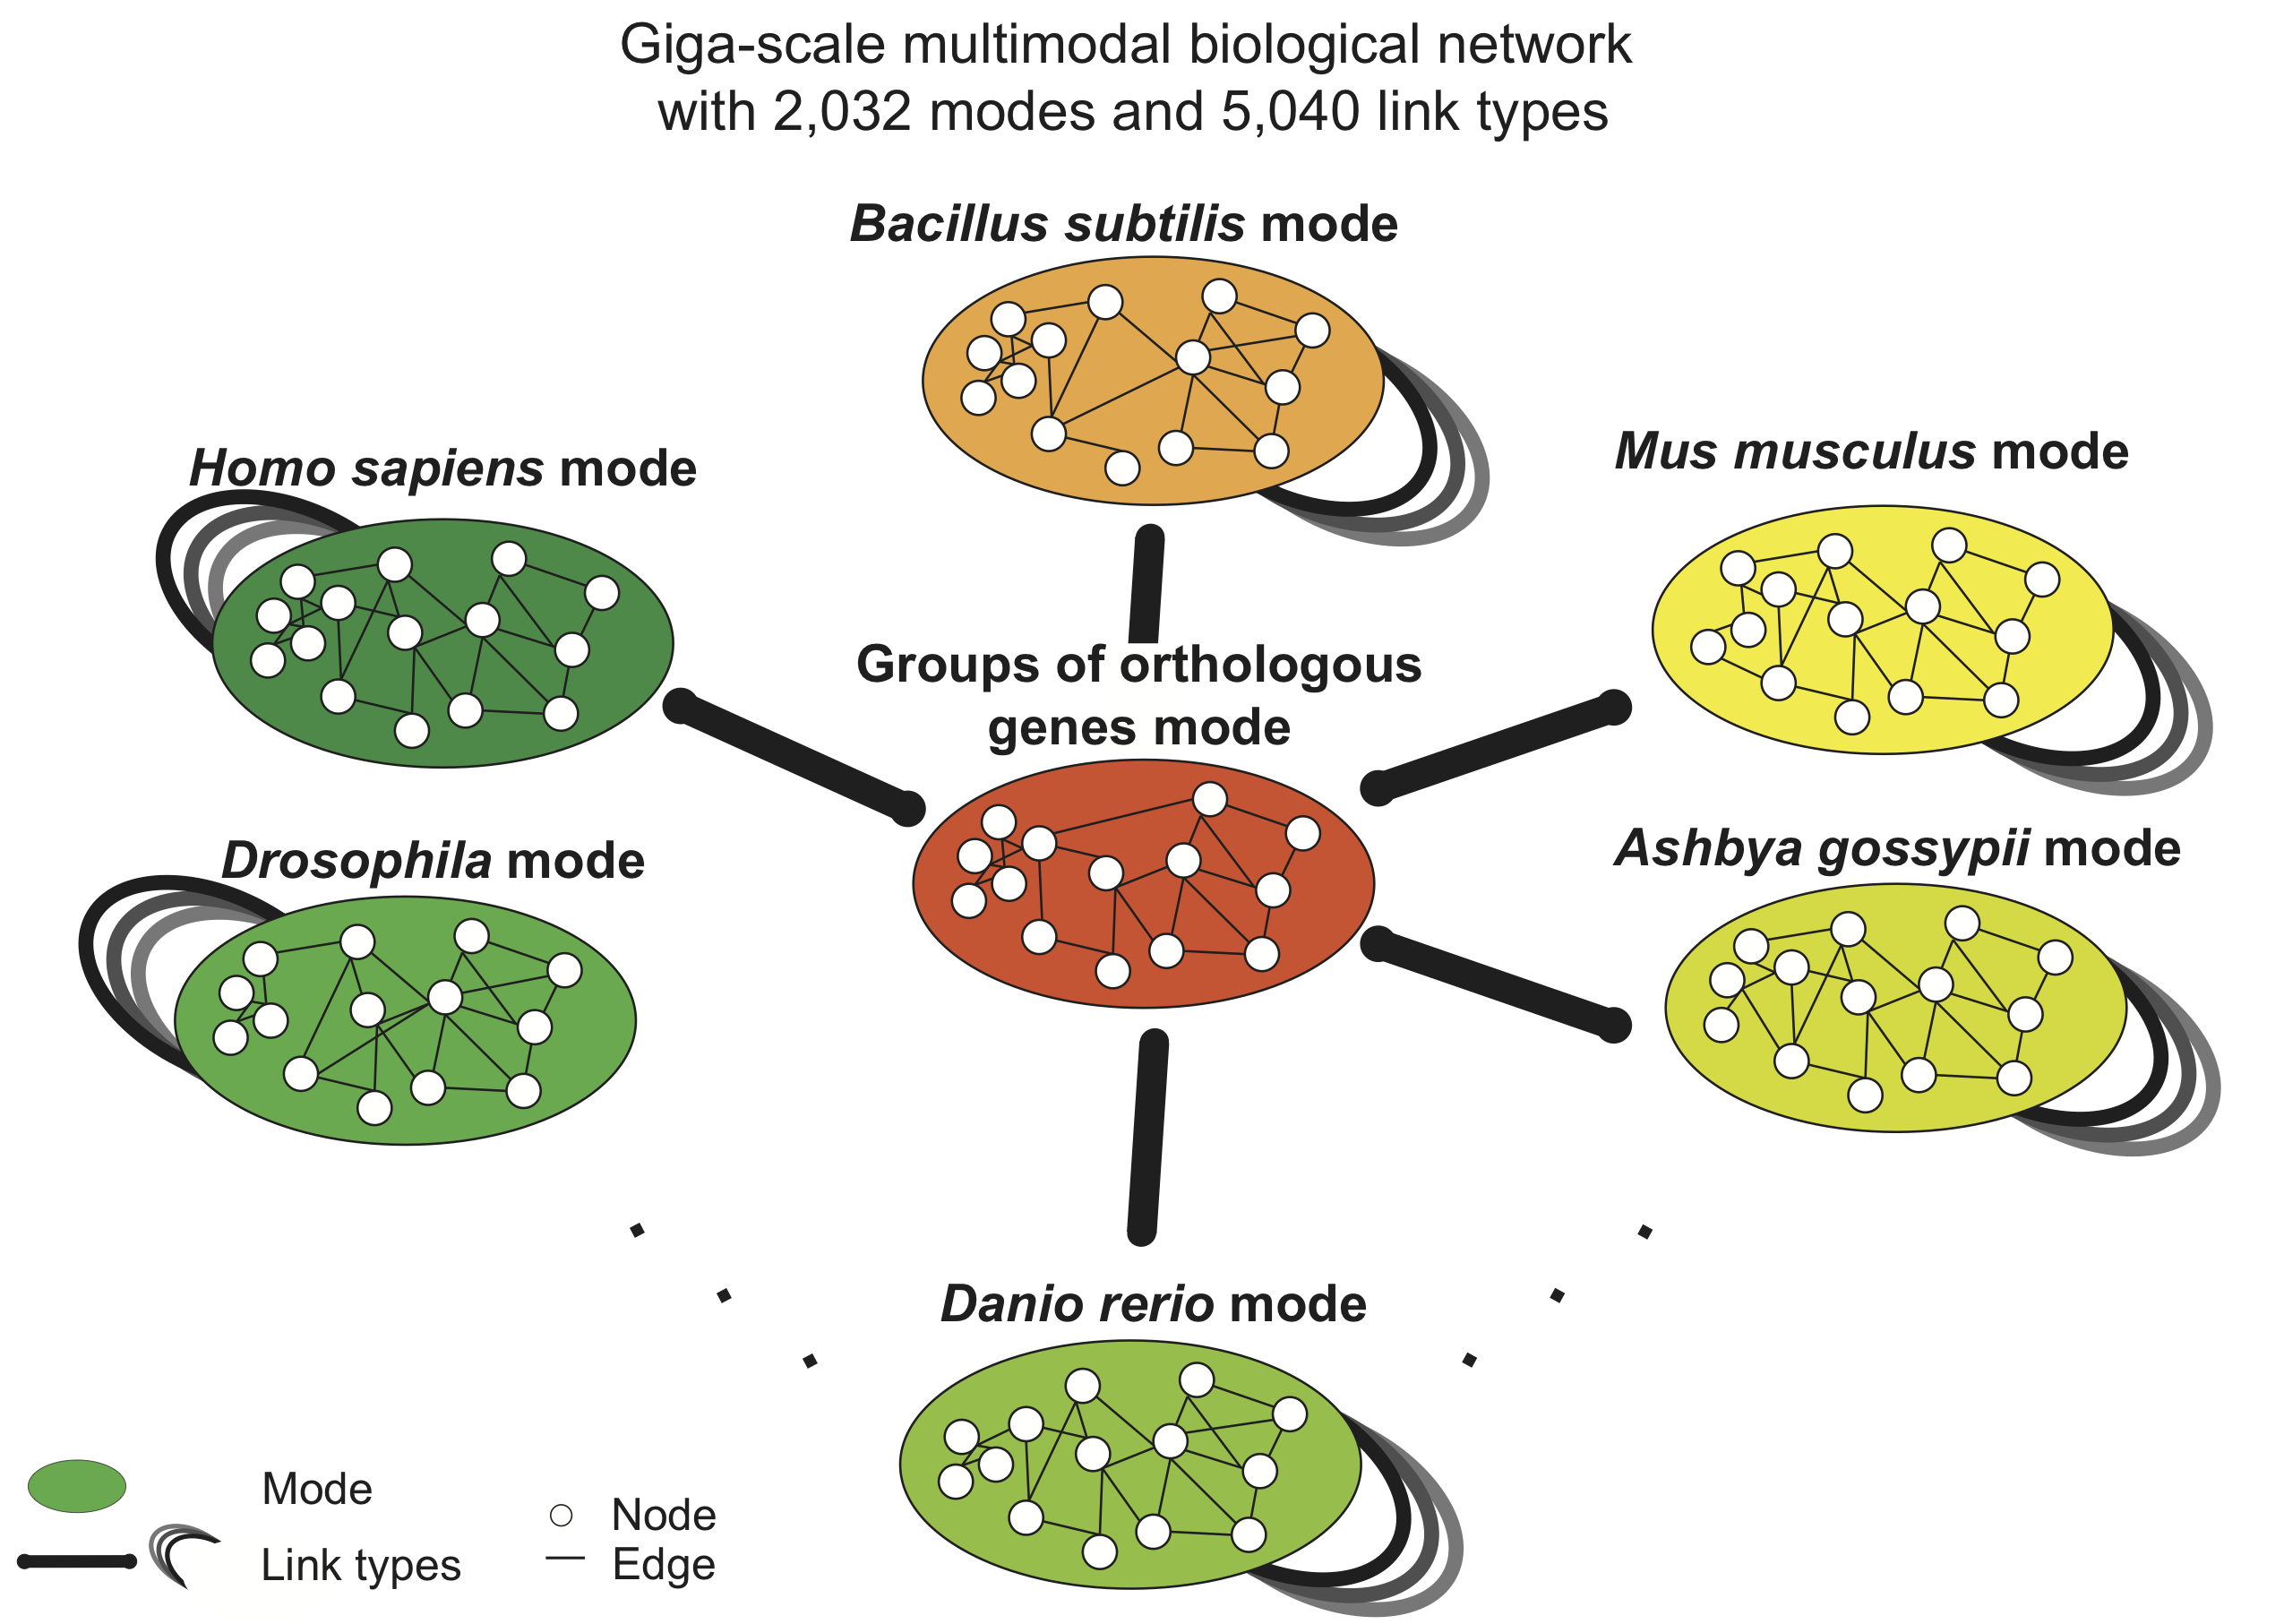 Giga-scale multimodal biological network
with 2,032 modes and 5,040 link types
Bacillus subtilis mode
Homo sapiens mode
Mus musculus mode
Groups of orthologous
genes mode
Drosophila mode
Ashbya gossypii mode
Danio rerio mode
Mode
Node
Link types
Edge